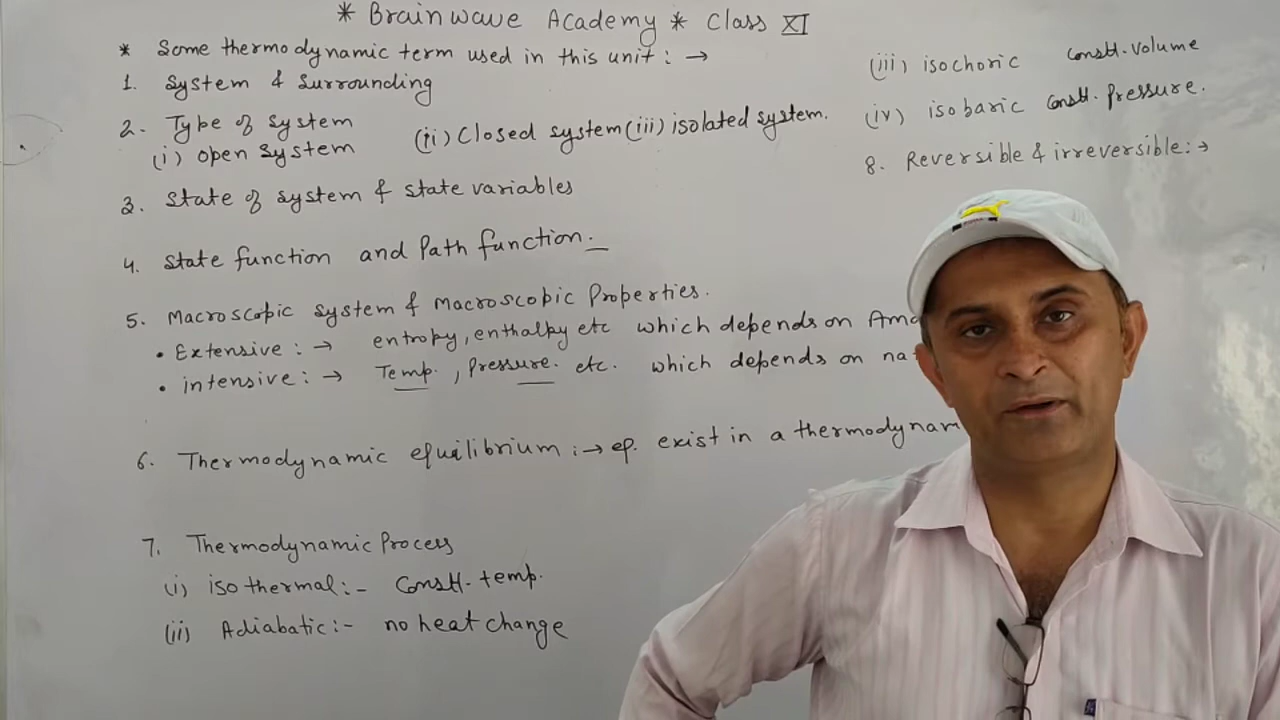 * Brainwave Academy * Class XI
* Some thermodynamic term used in this unit : →
1. System & Surrounding
2. Type of system
(i) open system (ii) Closed system (iii) isolated system.
3. State of system & state variables
4. State function and Path function.
5. Macroscopic system & Macroscopic Properties.
• Extensive : → entropy, enthalpy etc which depends on
• intensive : → Temp., Pressure. etc. which depends on
6. Thermodynamic equilibrium : → eq. exist in a
7. Thermodynamic Process
(i) isothermal :- Constt. temp.
(ii) Adiabatic :- no heat change
(iii) isochoric constt. volume
(iv) isobaric constt. Pressure.
8. Reversible & irreversible : →